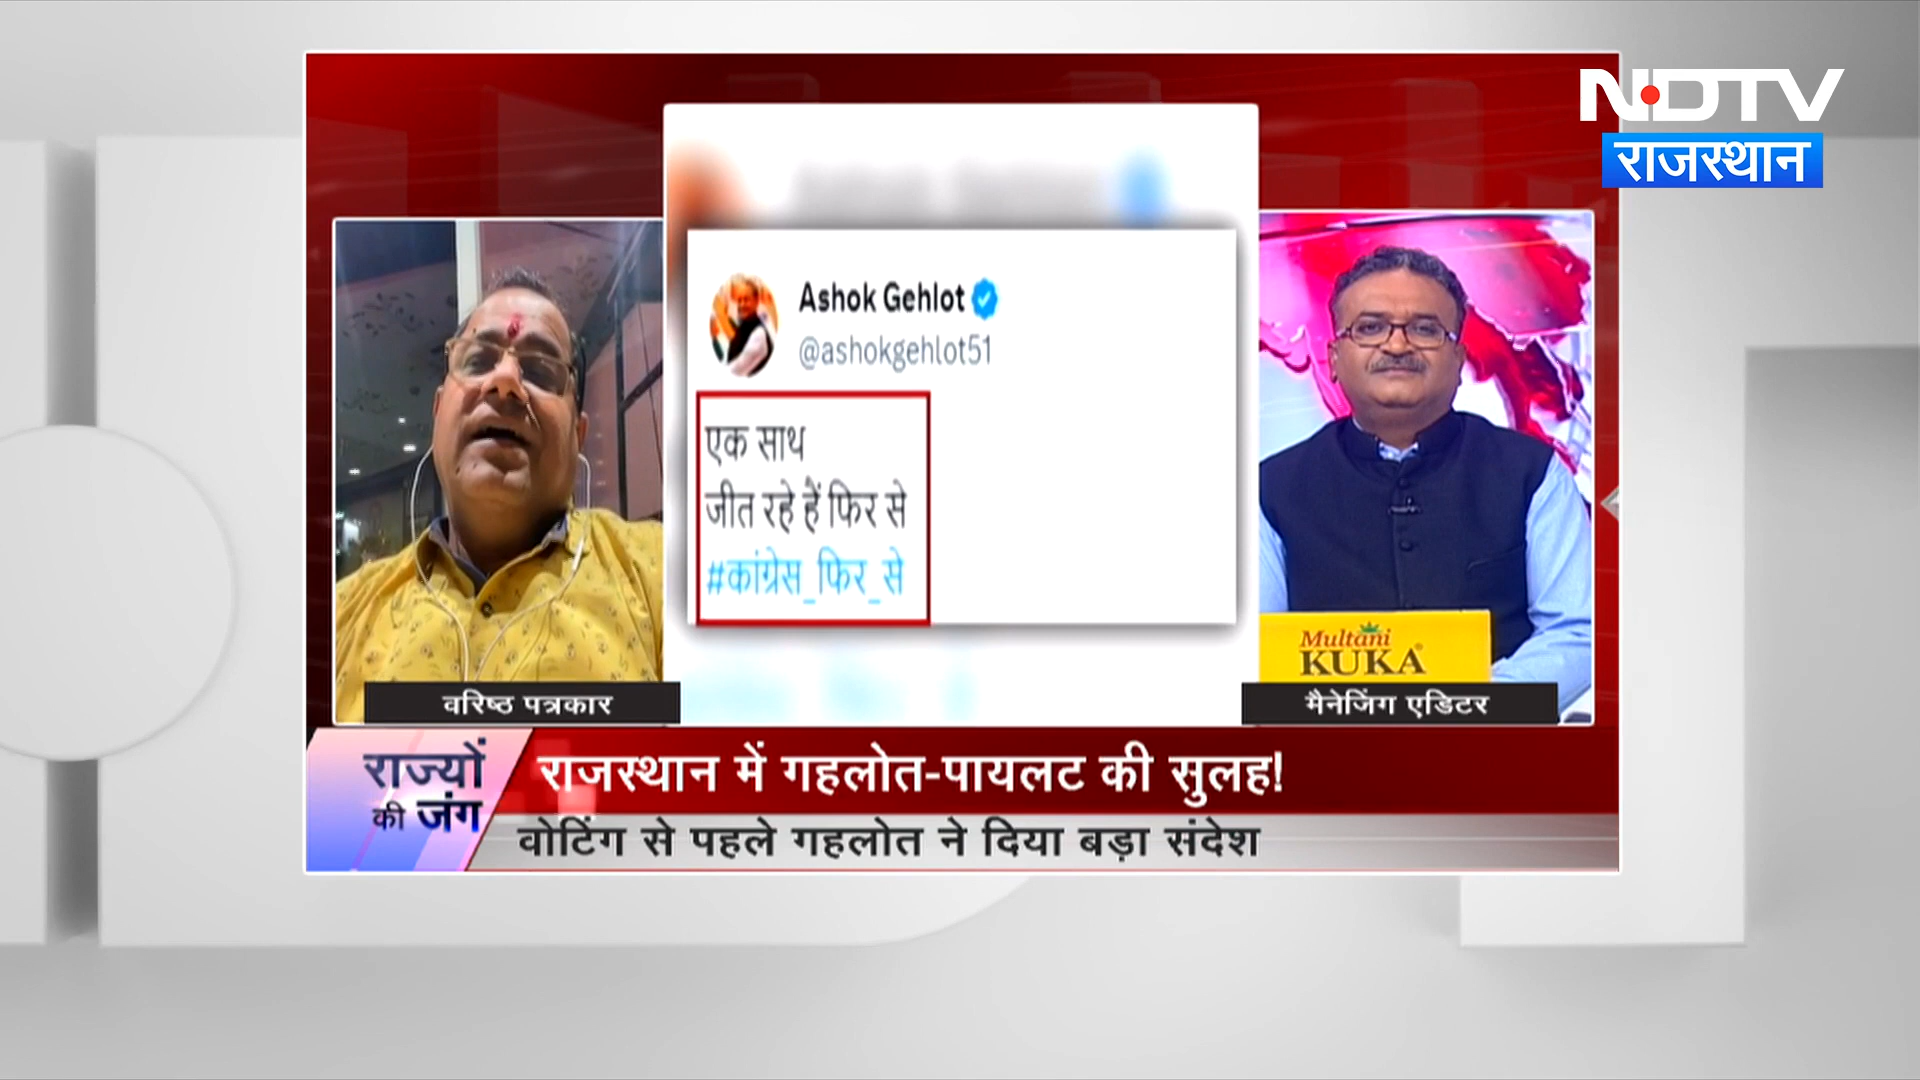 NDTV
राजस्थान
Ashok Gehlot
@ashokgehlot51
एक साथ
जीत रहे हैं फिर से
#कांग्रेस_फिर_से
Multani
KUKA
वरिष्ठ पत्रकार
मैनेजिंग एडिटर
राज्यों
की जंग
राजस्थान में गहलोत-पायलट की सुलह!
वोटिंग से पहले गहलोत ने दिया बड़ा संदेश